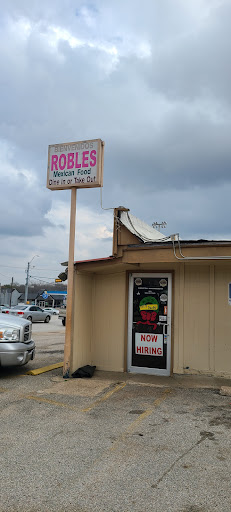 BIENVENIDOS
ROBLES
Mexican Food
Dine In or Take Out
NOW
HIRING